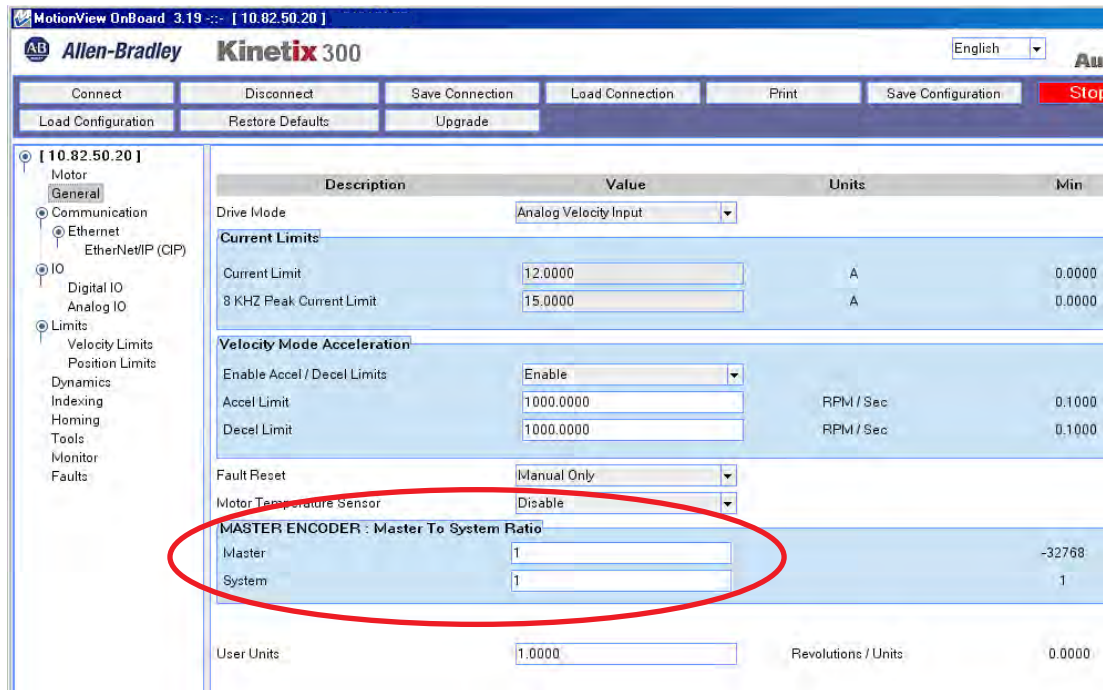 MotionView OnBoard 3.19 -::- [ 10.82.50.20 ]
AB Allen-Bradley Kinetix 300 English
Connect Disconnect Save Connection Load Connection Print Save Configuration Stop
Load Configuration Restore Defaults Upgrade
[ 10.82.50.20 ]
Motor
General
Communication
Ethernet
EtherNet/IP (CIP)
IO
Digital IO
Analog IO
Limits
Velocity Limits
Position Limits
Dynamics
Indexing
Homing
Tools
Monitor
Faults
Description Value Units Min
Drive Mode Analog Velocity Input
Current Limits
Current Limit 12.0000 A 0.0000
8 KHZ Peak Current Limit 15.0000 A 0.0000
Velocity Mode Acceleration
Enable Accel / Decel Limits Enable
Accel Limit 1000.0000 RPM / Sec 0.1000
Decel Limit 1000.0000 RPM / Sec 0.1000
Fault Reset Manual Only
Motor Temperature Sensor Disable
MASTER ENCODER : Master To System Ratio
Master 1 -32768
System 1 1
User Units 1.0000 Revolutions / Units 0.0000